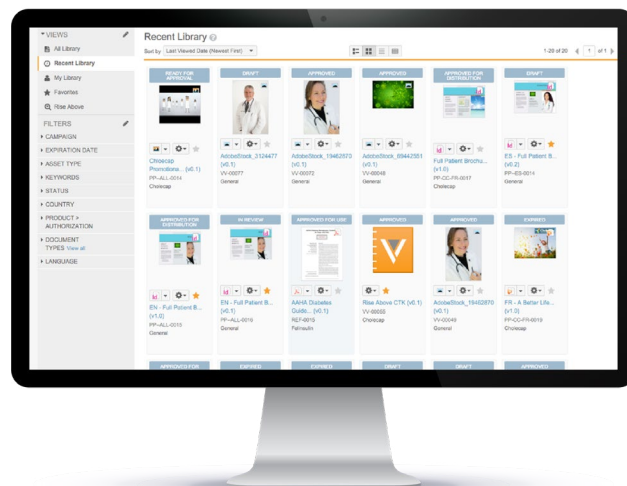 VIEWS
All Library
Recent Library
My Library
Favorites
Rise Above
FILTERS
CAMPAIGN
EXPIRATION DATE
ASSET TYPE
KEYWORDS
STATUS
COUNTRY
PRODUCT >
AUTHORIZATION
DOCUMENT
TYPES View all
LANGUAGE
Recent Library
Sort by Last Viewed Date (Newest First)
1-20 of 20 1 of 1
READY FOR
APPROVAL
Cholecap
Promotiona... (v0.1)
PP-ALL-0014
Cholecap
DRAFT
AdobeStock_3124477
(v0.1)
VV-00077
General
APPROVED
AdobeStock_19462870
(v0.1)
VV-00072
General
APPROVED
AdobeStock_69442551
(v0.1)
VV-00048
General
APPROVED FOR
DISTRIBUTION
Full Patient Brochu...
(v1.0)
PP-CC-FR-0017
Cholecap
DRAFT
ES - Full Patient B...
(v0.2)
PP-ES-0014
General
APPROVED FOR
DISTRIBUTION
EN - Full Patient B...
(v1.0)
PP-ALL-0015
General
IN REVIEW
EN - Full Patient B...
(v0.1)
PP-ALL-0016
General
APPROVED FOR USE
AAHA Diabetes
Guide... (v0.1)
REF-0015
Felinsulin
APPROVED
Rise Above CTK (v0.1)
VV-00055
Cholecap
APPROVED
AdobeStock_19462870
(v0.1)
VV-00049
General
EXPIRED
FR - A Better Life...
(v1.0)
PP-CC-FR-0019
Cholecap
APPROVED FOR
EXPIRED
EXPIRED
DRAFT
DRAFT
APPROVED